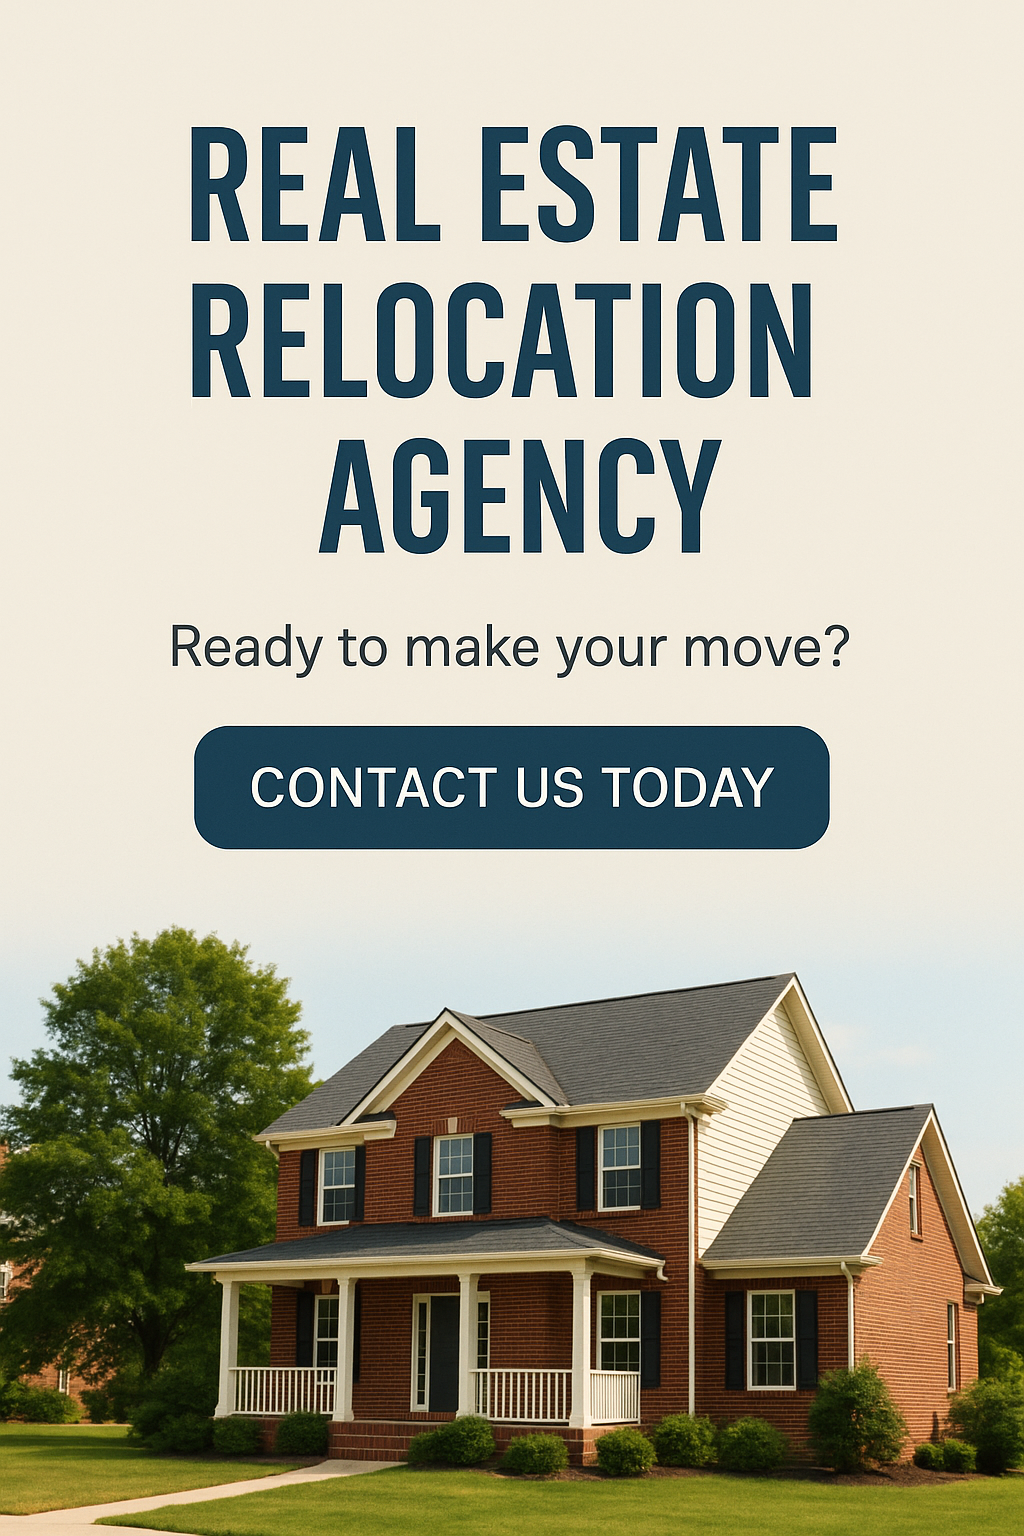 REAL ESTATE
RELOCATION
AGENCY
Ready to make your move?
CONTACT US TODAY